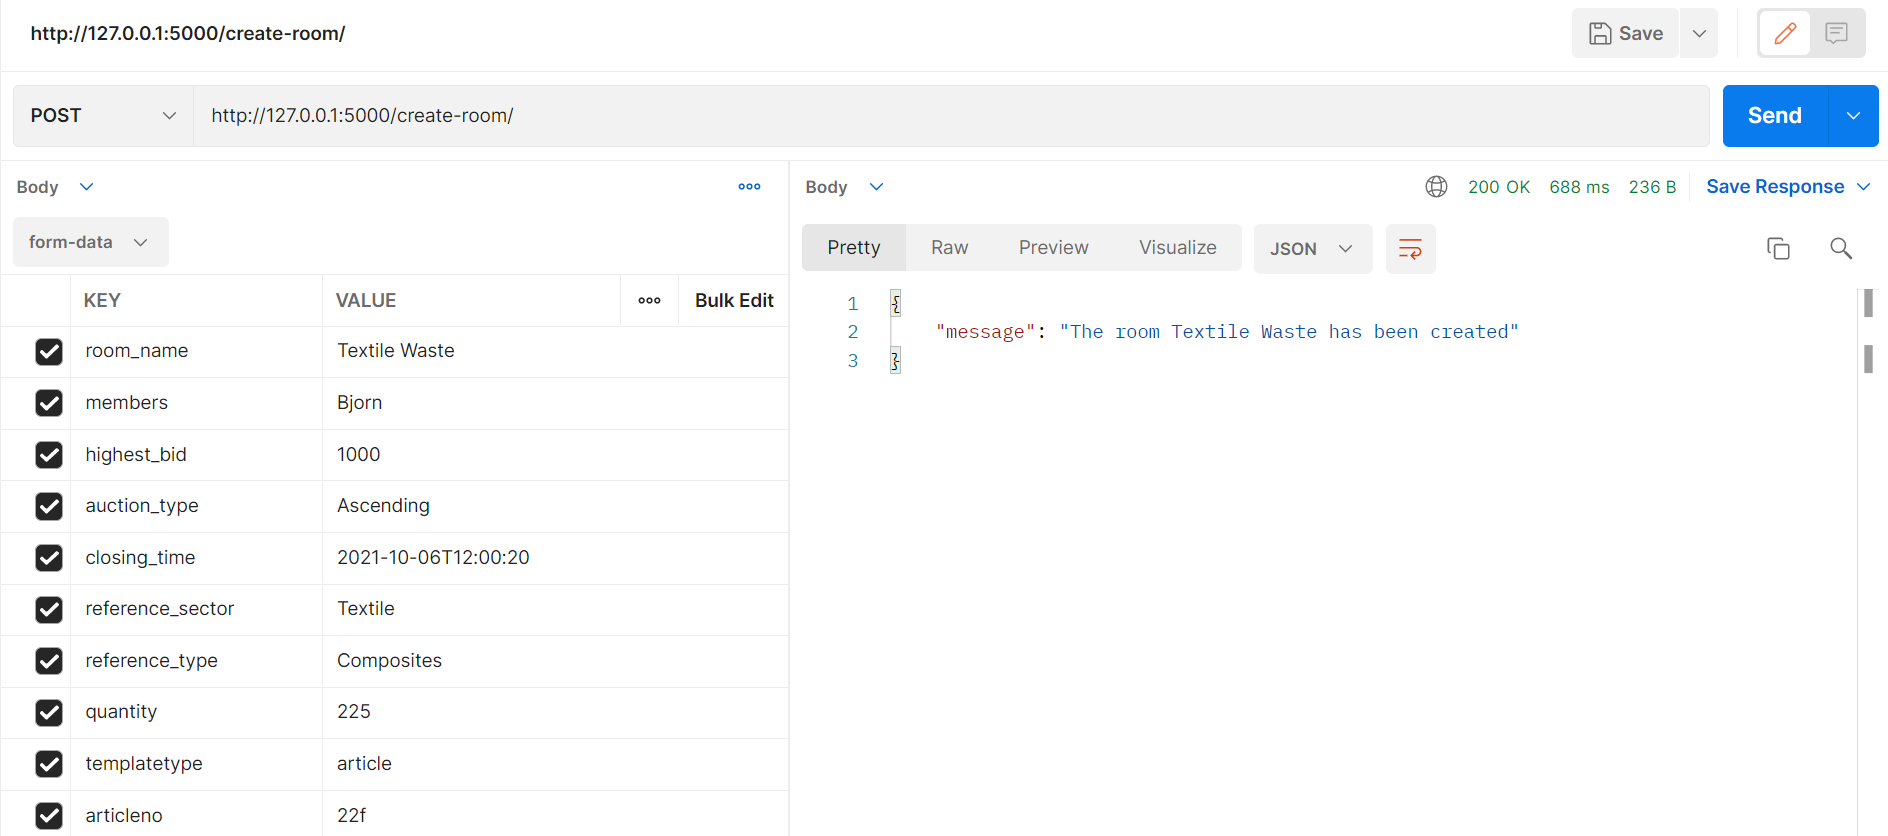 http://127.0.0.1:5000/create-room/
Save
POST
http://127.0.0.1:5000/create-room/
Send
Body
form-data
KEY VALUE Bulk Edit
room_name Textile Waste
members Bjorn
highest_bid 1000
auction_type Ascending
closing_time 2021-10-06T12:00:20
reference_sector Textile
reference_type Composites
quantity 225
templatetype article
articleno 22f
Body
200 OK 688 ms 236 B Save Response
Pretty Raw Preview Visualize JSON
1 {
2 "message": "The room Textile Waste has been created"
3 }